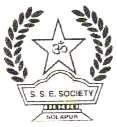 ॐ
S. S. E. SOCIETY
SOLAPUR